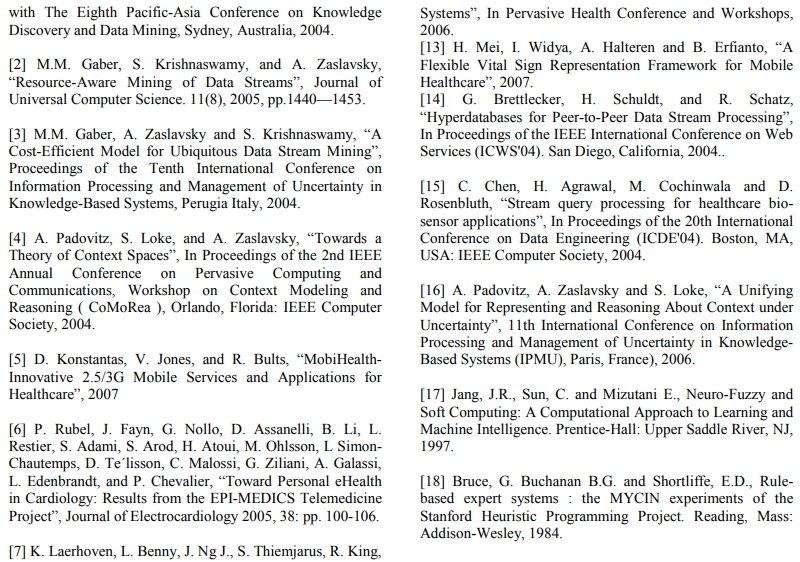 with The Eighth Pacific-Asia Conference on Knowledge
Discovery and Data Mining, Sydney, Australia, 2004.
[2] M.M. Gaber, S. Krishnaswamy, and A. Zaslavsky,
“Resource-Aware Mining of Data Streams”, Journal of
Universal Computer Science. 11(8), 2005, pp.1440—1453.
[3] M.M. Gaber, A. Zaslavsky and S. Krishnaswamy, “A
Cost-Efficient Model for Ubiquitous Data Stream Mining”,
Proceedings of the Tenth International Conference on
Information Processing and Management of Uncertainty in
Knowledge-Based Systems, Perugia Italy, 2004.
[4] A. Padovitz, S. Loke, and A. Zaslavsky, “Towards a
Theory of Context Spaces”, In Proceedings of the 2nd IEEE
Annual Conference on Pervasive Computing and
Communications, Workshop on Context Modeling and
Reasoning ( CoMoRea ), Orlando, Florida: IEEE Computer
Society, 2004.
[5] D. Konstantas, V. Jones, and R. Bults, “MobiHealth-
Innovative 2.5/3G Mobile Services and Applications for
Healthcare”, 2007
[6] P. Rubel, J. Fayn, G. Nollo, D. Assanelli, B. Li, L.
Restier, S. Adami, S. Arod, H. Atoui, M. Ohlsson, L Simon-
Chautemps, D. Te´lisson, C. Malossi, G. Ziliani, A. Galassi,
L. Edenbrandt, and P. Chevalier, “Toward Personal eHealth
in Cardiology: Results from the EPI-MEDICS Telemedicine
Project”, Journal of Electrocardiology 2005, 38: pp. 100-106.
[7] K. Laerhoven, L. Benny, J. Ng J., S. Thiemjarus, R. King,
Systems”, In Pervasive Health Conference and Workshops,
2006.
[13] H. Mei, I. Widya, A. Halteren and B. Erfianto, “A
Flexible Vital Sign Representation Framework for Mobile
Healthcare”, 2007.
[14] G. Brettlecker, H. Schuldt, and R. Schatz,
“Hyperdatabases for Peer-to-Peer Data Stream Processing”,
In Proceedings of the IEEE International Conference on Web
Services (ICWS'04). San Diego, California, 2004..
[15] C. Chen, H. Agrawal, M. Cochinwala and D.
Rosenbluth, “Stream query processing for healthcare bio-
sensor applications”, In Proceedings of the 20th International
Conference on Data Engineering (ICDE'04). Boston, MA,
USA: IEEE Computer Society, 2004.
[16] A. Padovitz, A. Zaslavsky and S. Loke, “A Unifying
Model for Representing and Reasoning About Context under
Uncertainty”, 11th International Conference on Information
Processing and Management of Uncertainty in Knowledge-
Based Systems (IPMU), Paris, France), 2006.
[17] Jang, J.R., Sun, C. and Mizutani E., Neuro-Fuzzy and
Soft Computing: A Computational Approach to Learning and
Machine Intelligence. Prentice-Hall: Upper Saddle River, NJ,
1997.
[18] Bruce, G. Buchanan B.G. and Shortliffe, E.D., Rule-
based expert systems : the MYCIN experiments of the
Stanford Heuristic Programming Project. Reading, Mass:
Addison-Wesley, 1984.